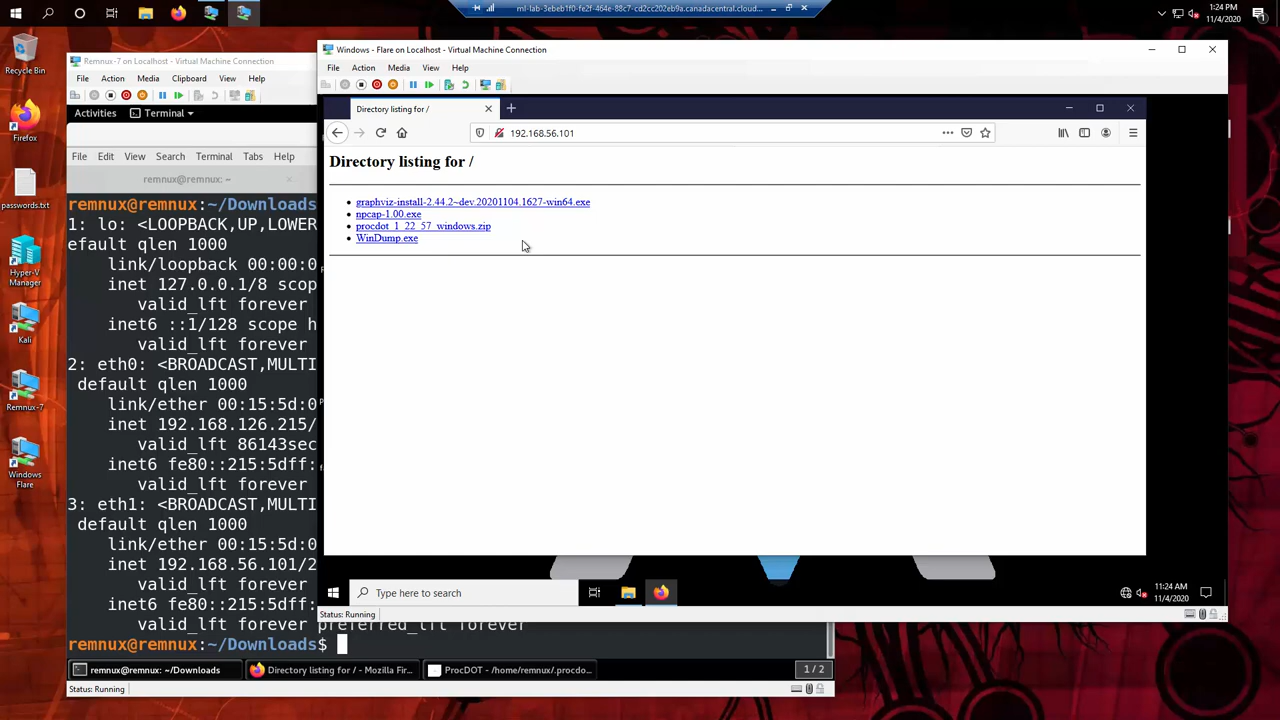 ml-lab-3ebeb1f0-fe2f-464e-88c7-cd2cc202eb9a.canadacentral.cloud...
1:24 PM
11/4/2020
Recycle Bin
Firefox
passwords.txt
Hyper-V
Manager
Kali
Remnux-7
Windows
Flare
Remnux-7 on Localhost - Virtual Machine Connection
File Action Media Clipboard View Help
Activities Terminal
File Edit View Search Terminal Tabs Help
remnux@remnux: ~
remnux@remnux:~/Downloads
1: lo: <LOOPBACK,UP,LOWER
efault qlen 1000
link/loopback 00:00:0
inet 127.0.0.1/8 scop
valid_lft forever
inet6 ::1/128 scope h
valid_lft forever
2: eth0: <BROADCAST,MULTI
default qlen 1000
link/ether 00:15:5d:0
inet 192.168.126.215/
valid_lft 86143sec
inet6 fe80::215:5dff:
valid_lft forever
3: eth1: <BROADCAST,MULTI
default qlen 1000
link/ether 00:15:5d:0
inet 192.168.56.101/2
valid_lft forever
inet6 fe80::215:5dff:
valid_lft forever preferred_lft forever
remnux@remnux:~/Downloads$
remnux@remnux: ~/Downloads
Directory listing for / - Mozilla Fir...
ProcDOT - /home/remnux/.procdo...
1 / 2
Status: Running
Windows - Flare on Localhost - Virtual Machine Connection
File Action Media View Help
Directory listing for /
192.168.56.101
Directory listing for /
graphviz-install-2.44.2~dev.20201104.1627-win64.exe
npcap-1.00.exe
procdot_1_22_57_windows.zip
WinDump.exe
Type here to search
11:24 AM
11/4/2020
Status: Running